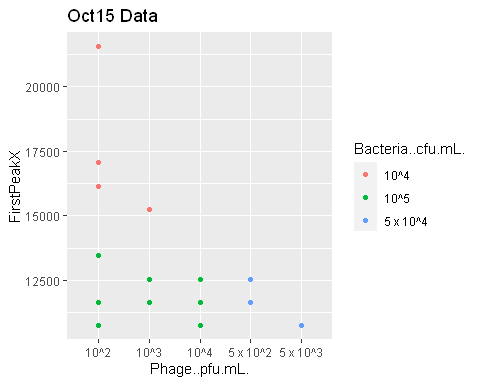 Oct15 Data
FirstPeakX
20000
17500
15000
12500
10^2 10^3 10^4 5 x 10^2 5 x 10^3
Phage..pfu.mL.
Bacteria..cfu.mL.
10^4
10^5
5 x 10^4